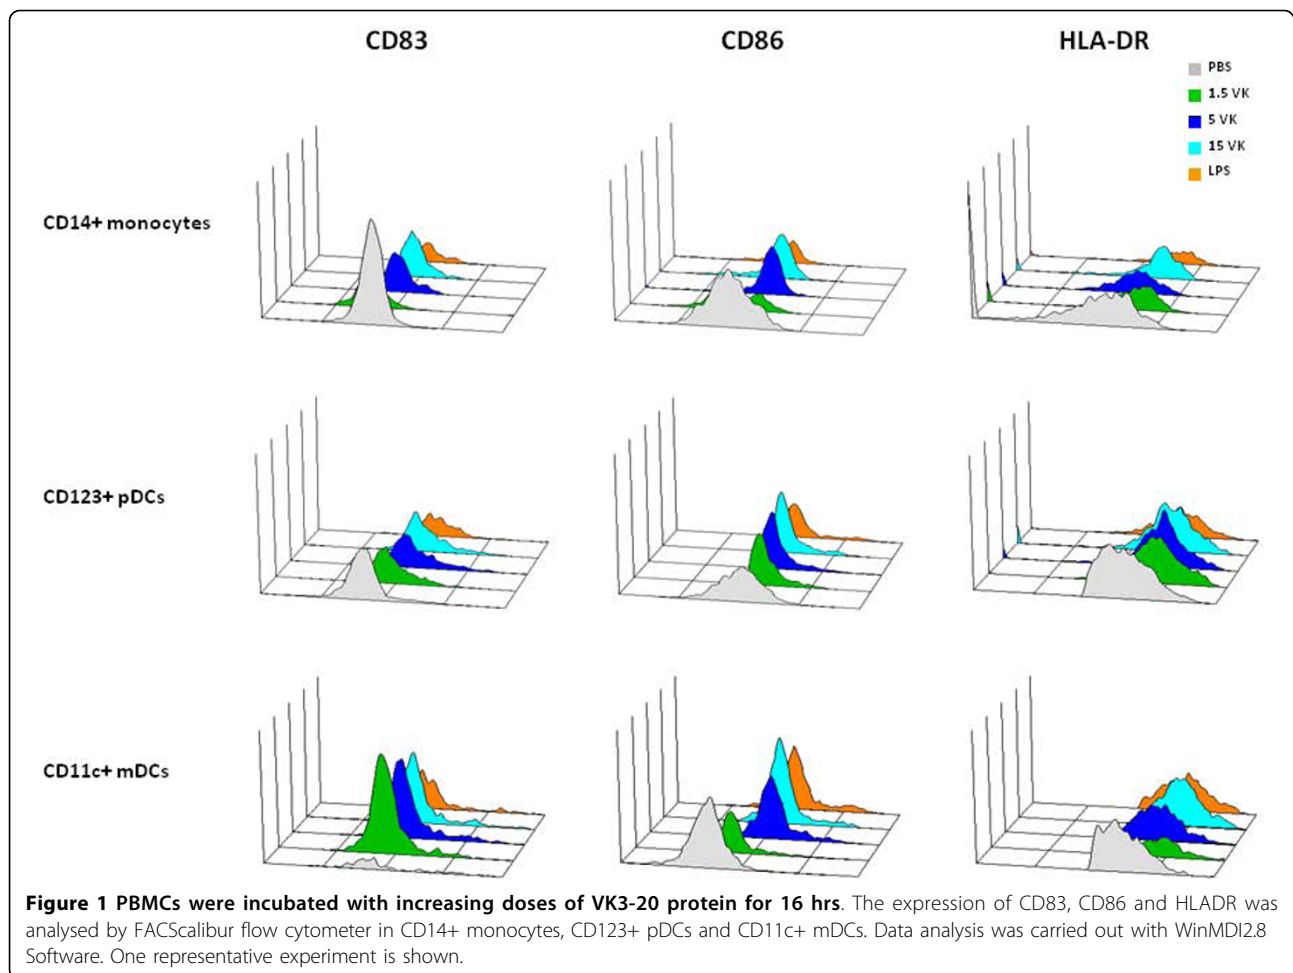 CD83 CD86 HLA-DR
PBS
1.5 VK
5 VK
15 VK
LPS
CD14+ monocytes
CD123+ pDCs
CD11c+ mDCs
Figure 1 PBMCs were incubated with increasing doses of VK3-20 protein for 16 hrs. The expression of CD83, CD86 and HLADR was
analysed by FACScalibur flow cytometer in CD14+ monocytes, CD123+ pDCs and CD11c+ mDCs. Data analysis was carried out with WinMDI2.8
Software. One representative experiment is shown.